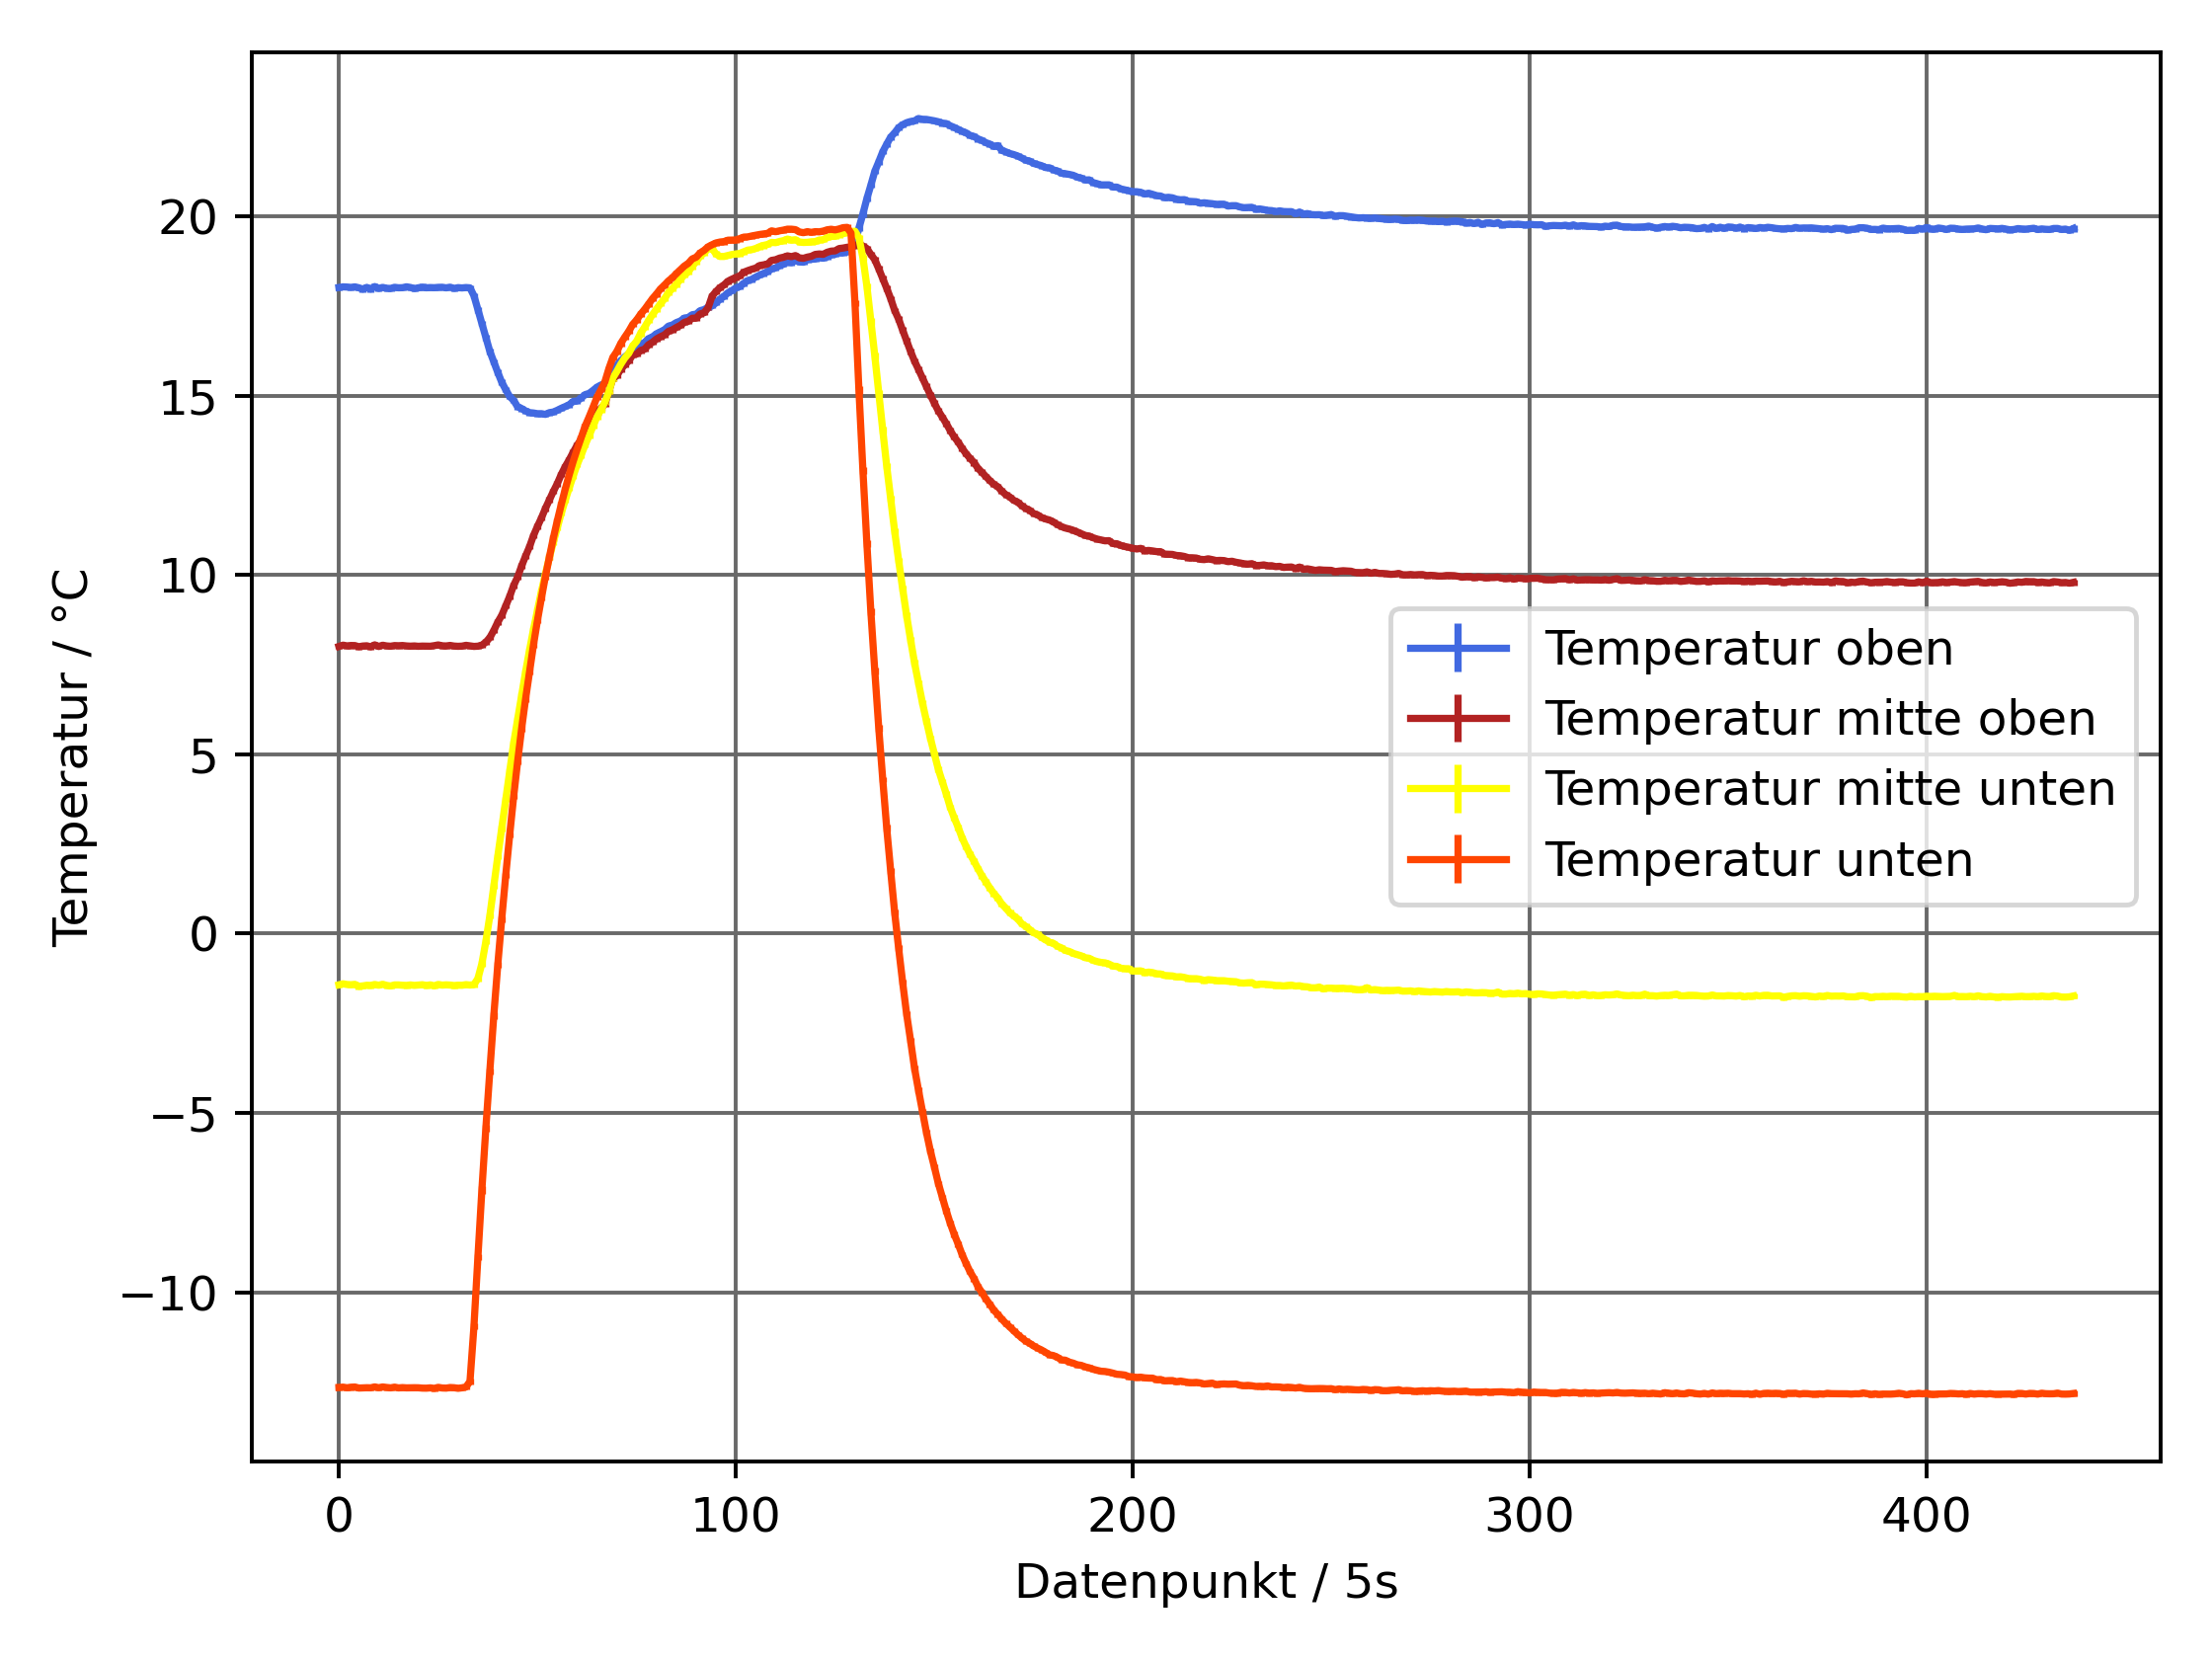 Temperatur / °C
20
15
10
5
0
−5
−10
0 100 200 300 400
Datenpunkt / 5s
Temperatur oben
Temperatur mitte oben
Temperatur mitte unten
Temperatur unten